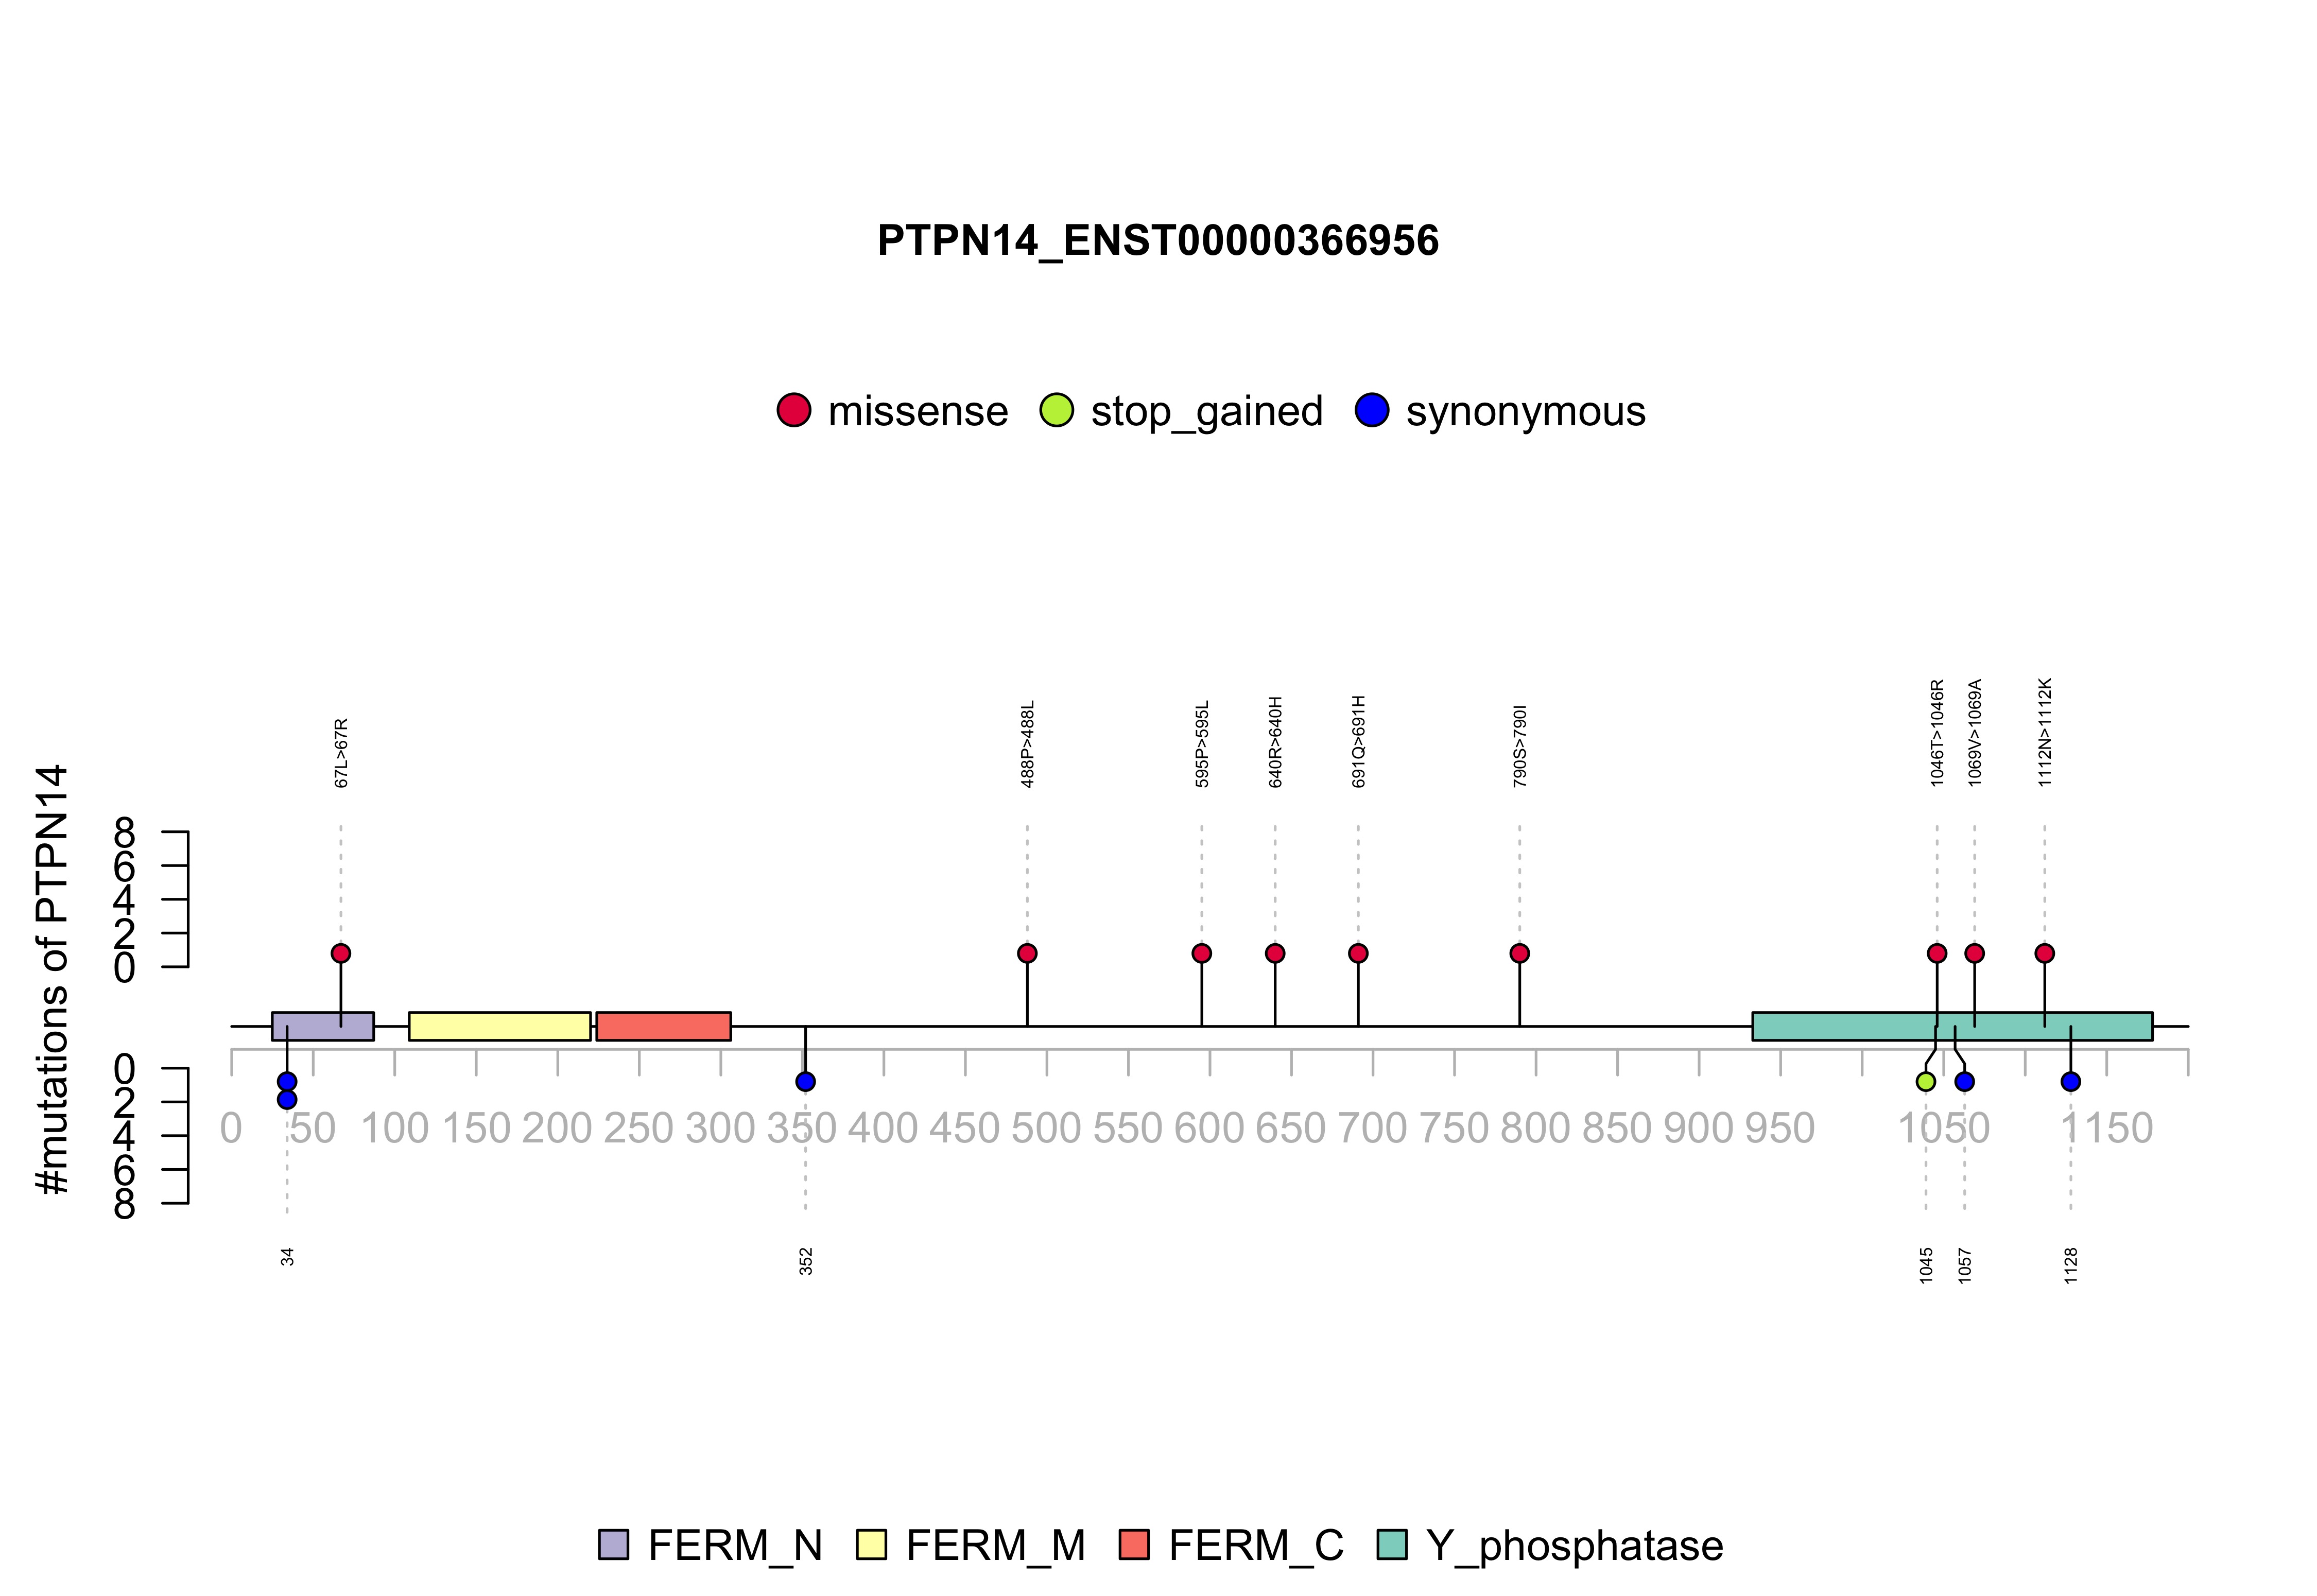 PTPN14_ENST00000366956
missense stop_gained synonymous
67L>67R 488P>488L 595P>595L 640R>640H 691Q>691H 790S>790I 1046T>1046R 1069V>1069A 1112N>1112K
#mutations of PTPN14
8
6
4
2
0
0
2
4
6
8
0 50 100 150 200 250 300 350 400 450 500 550 600 650 700 750 800 850 900 950 1050 1150
34 352 1045 1057 1128
FERM_N FERM_M FERM_C Y_phosphatase